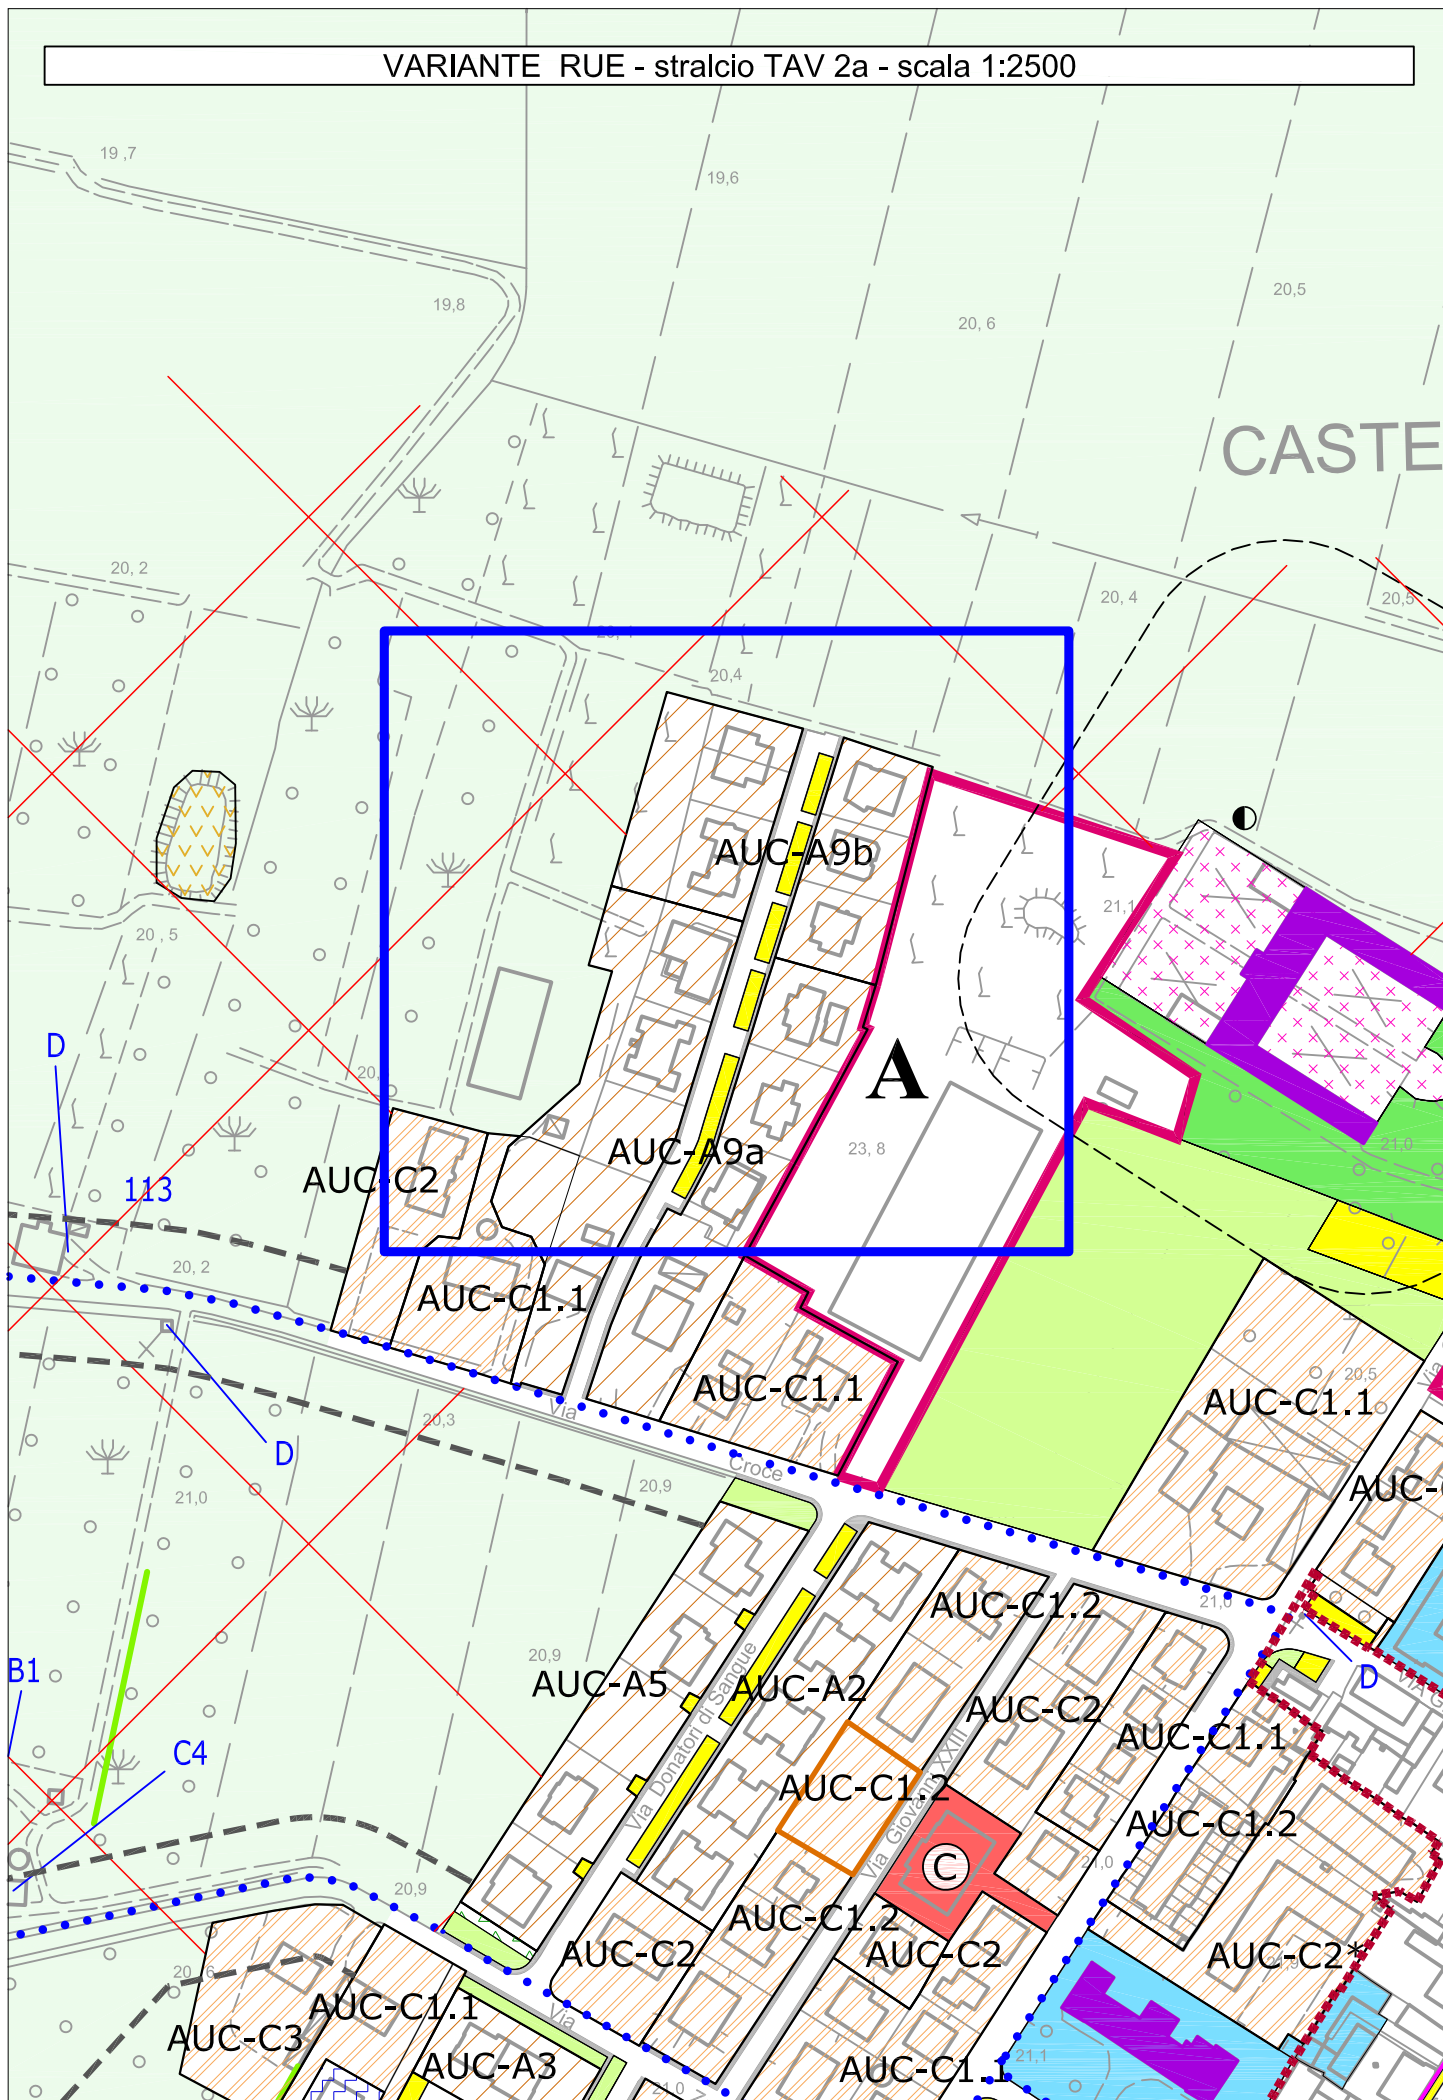 VARIANTE RUE - stralcio TAV 2a - scala 1:2500
19 ,7
19,6
19,8
20,5
20, 6
CASTE
20, 2
20, 4
20,5
20,4
AUC-A9b
21,1
20 , 5
D
A
20,
AUC-A9a
23, 8
21,0
AUC-C2
113
20, 2
AUC-C1.1
20,5
AUC-C1.1
AUC-C1.1
Via
20,3
D
Croce
20,9
21,0
AUC-
21,0
AUC-C1.2
20,9
B1
AUC-A5
AUC-A2
D
Via Donatori di Sangue
AUC-C2
AUC-C1.1
C4
AUC-C1.2
Via Giovanni XXIII
AUC-C1.2
C
21,0
20,9
AUC-C1.2
AUC-C2
AUC-C2
AUC-C2*
AUC-C1.1
Via
AUC-C3
AUC-A3
21,1
AUC-C1.1
21,0